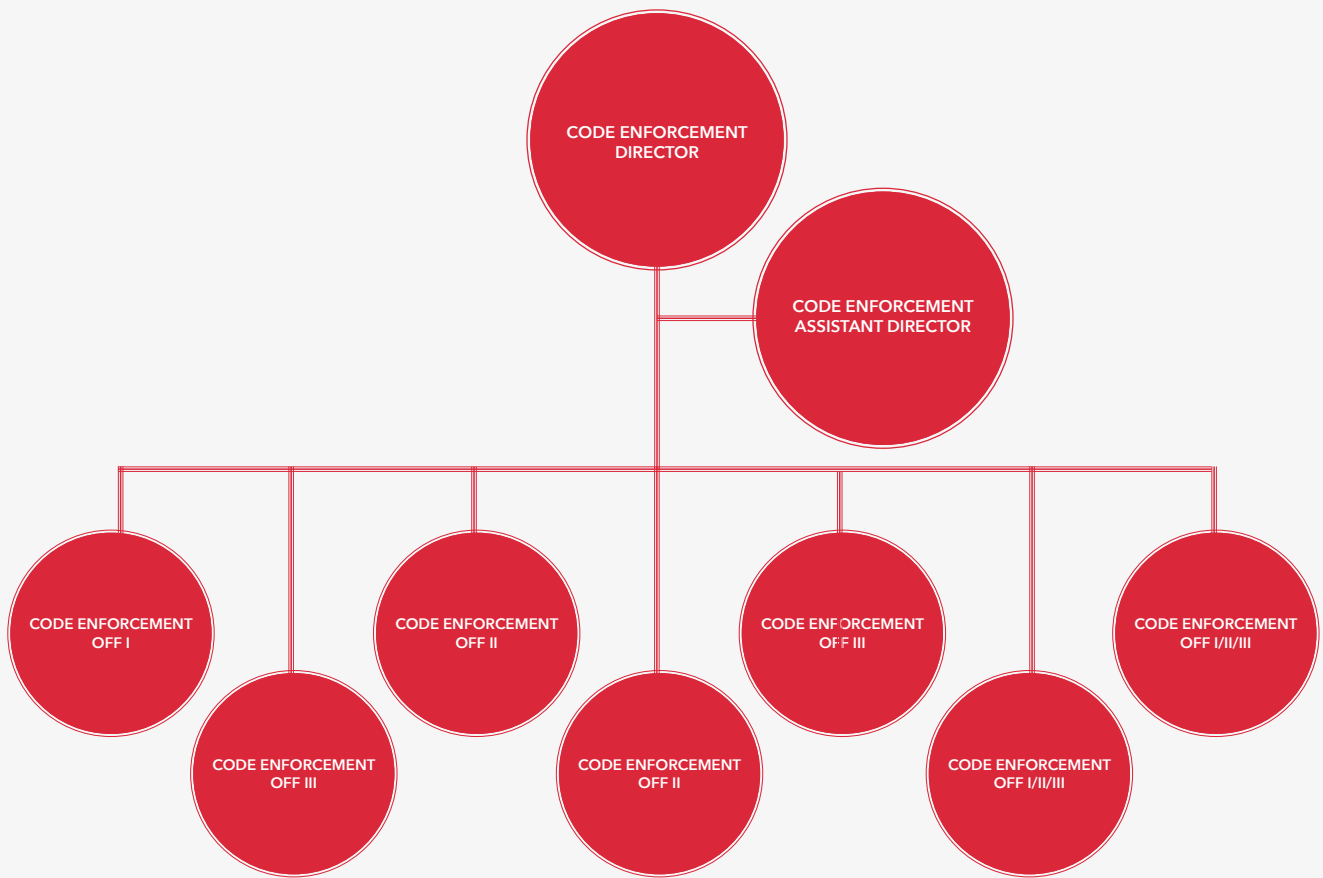 CODE ENFORCEMENT
DIRECTOR
CODE ENFORCEMENT
ASSISTANT DIRECTOR
CODE ENFORCEMENT
OFF I
CODE ENFORCEMENT
OFF III
CODE ENFORCEMENT
OFF II
CODE ENFORCEMENT
OFF II
CODE ENFORCEMENT
OFF III
CODE ENFORCEMENT
OFF I/II/III
CODE ENFORCEMENT
OFF I/II/III